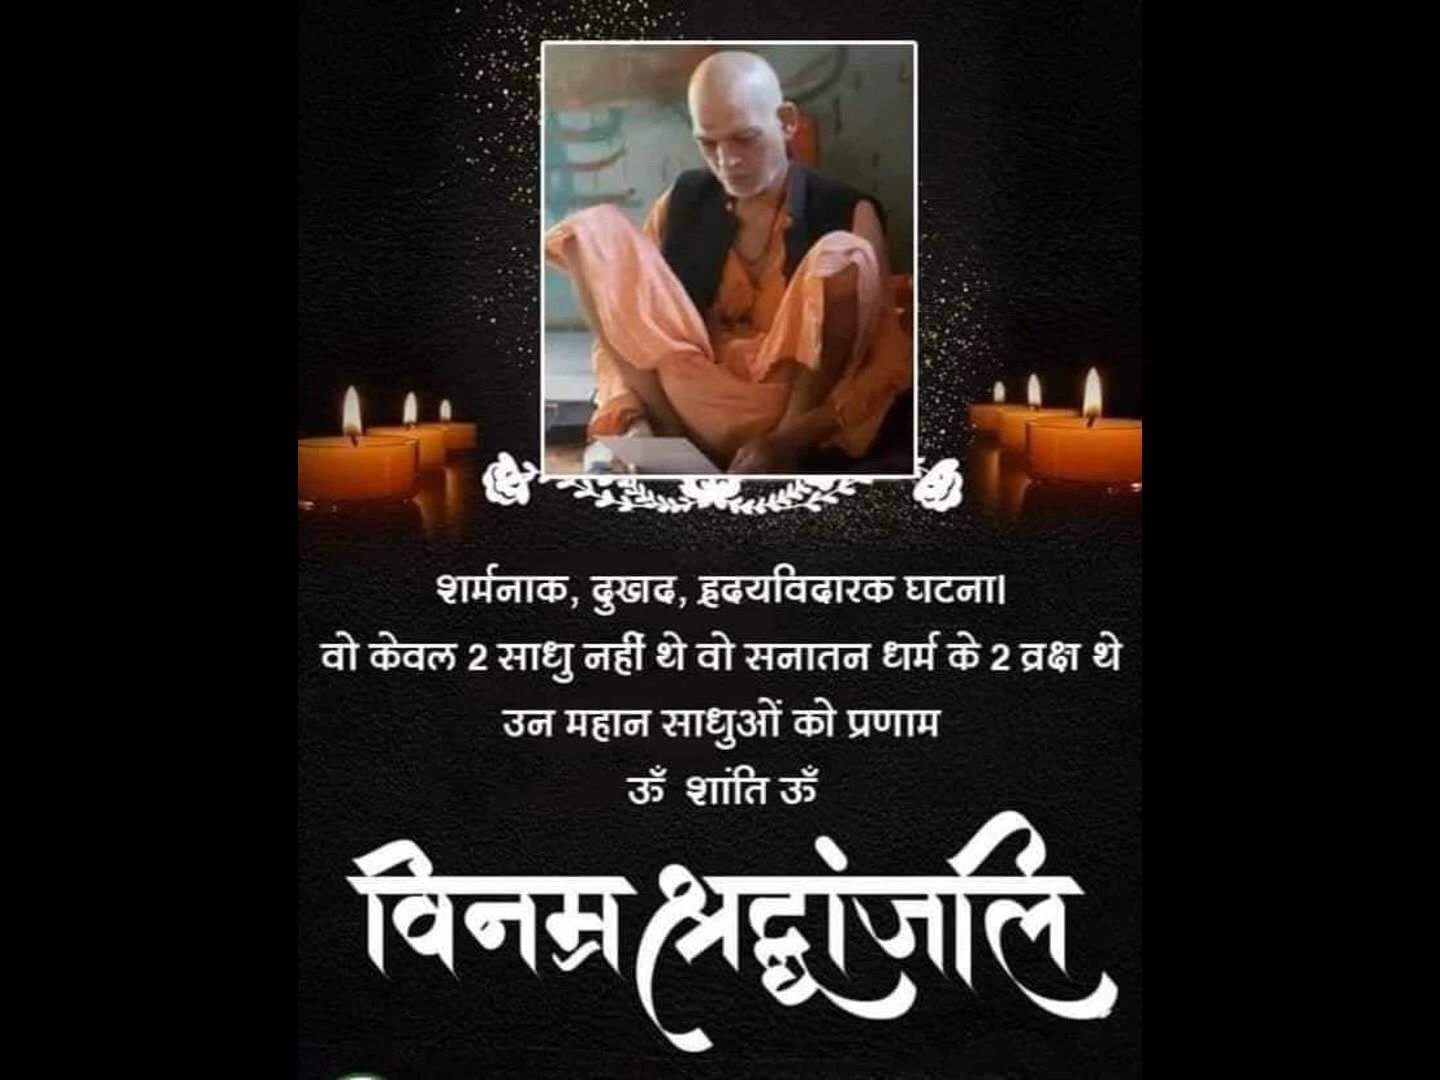 शर्मनाक, दुखद, ह्रदयविदारक घटना।
वो केवल 2 साधु नहीं थे वो सनातन धर्म के 2 व्रक्ष थे
उन महान साधुओं को प्रणाम
ऊँ शांति ऊँ
विनम्र श्रद्धांजलि